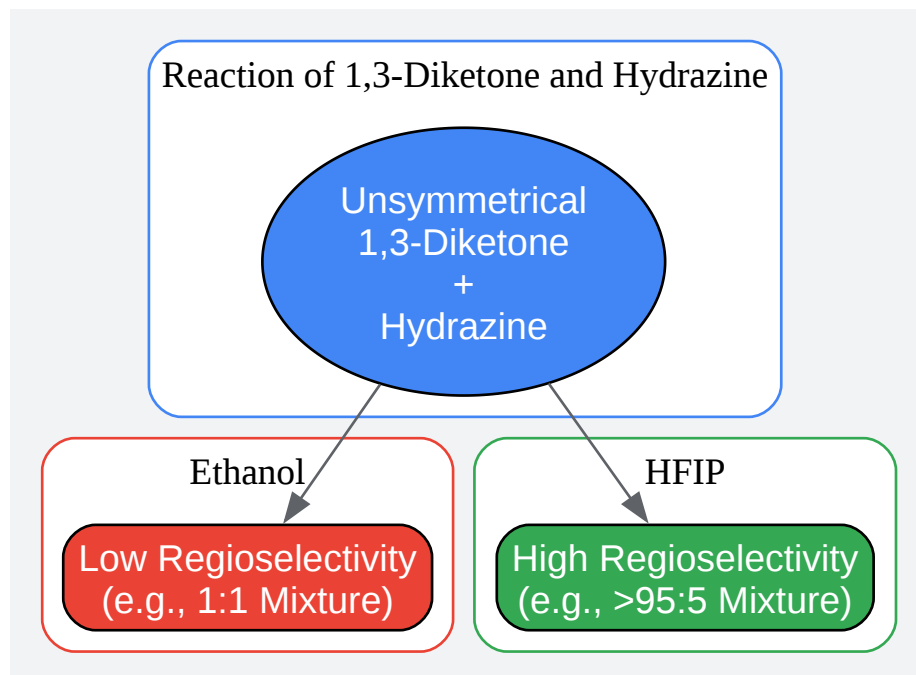 Reaction of 1,3-Diketone and Hydrazine
Unsymmetrical
1,3-Diketone
+
Hydrazine
Ethanol
Low Regioselectivity
(e.g., 1:1 Mixture)
HFIP
High Regioselectivity
(e.g., >95:5 Mixture)